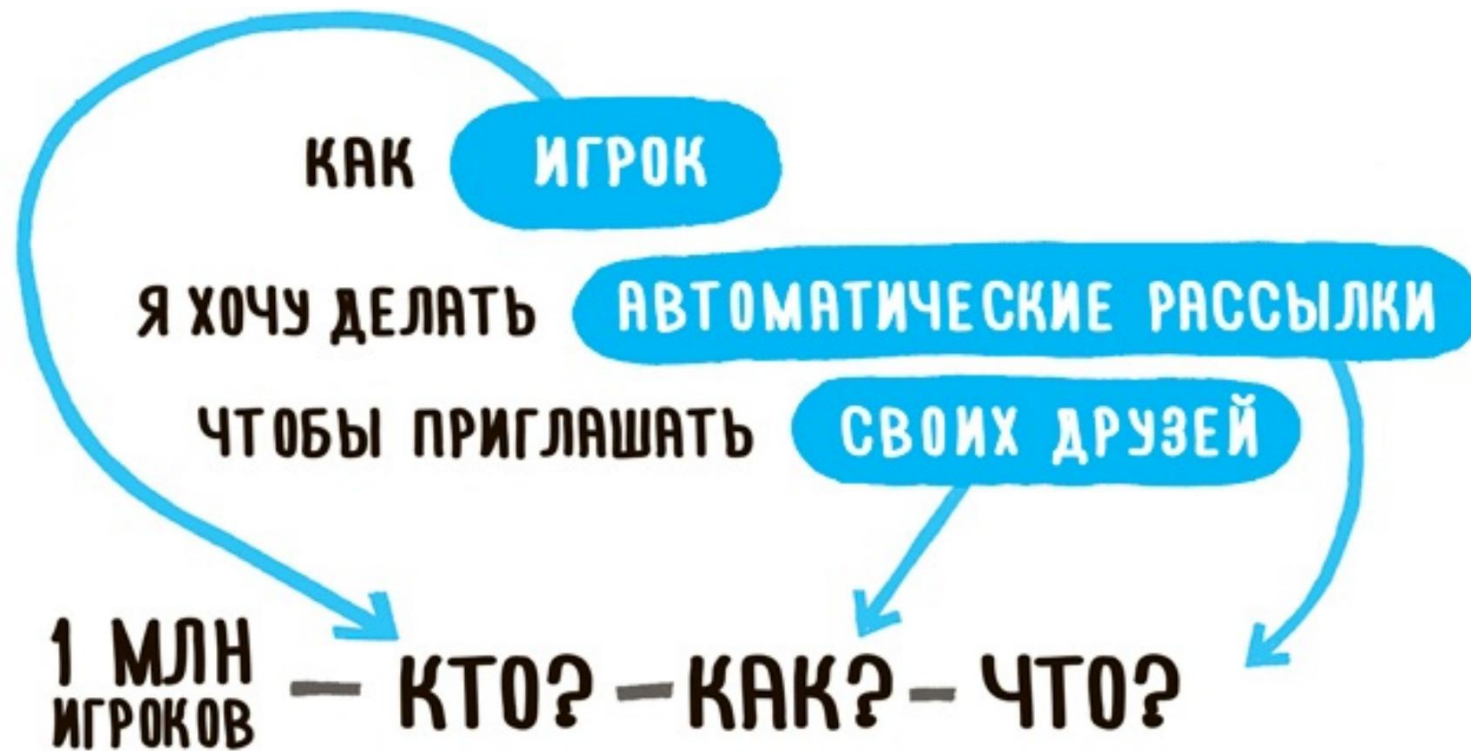 КАК ИГРОК
Я ХОЧУ ДЕЛАТЬ АВТОМАТИЧЕСКИЕ РАССЫЛКИ
ЧТОБЫ ПРИГЛАШАТЬ СВОИХ ДРУЗЕЙ
1 МЛН
ИГРОКОВ – КТО? – КАК? – ЧТО?